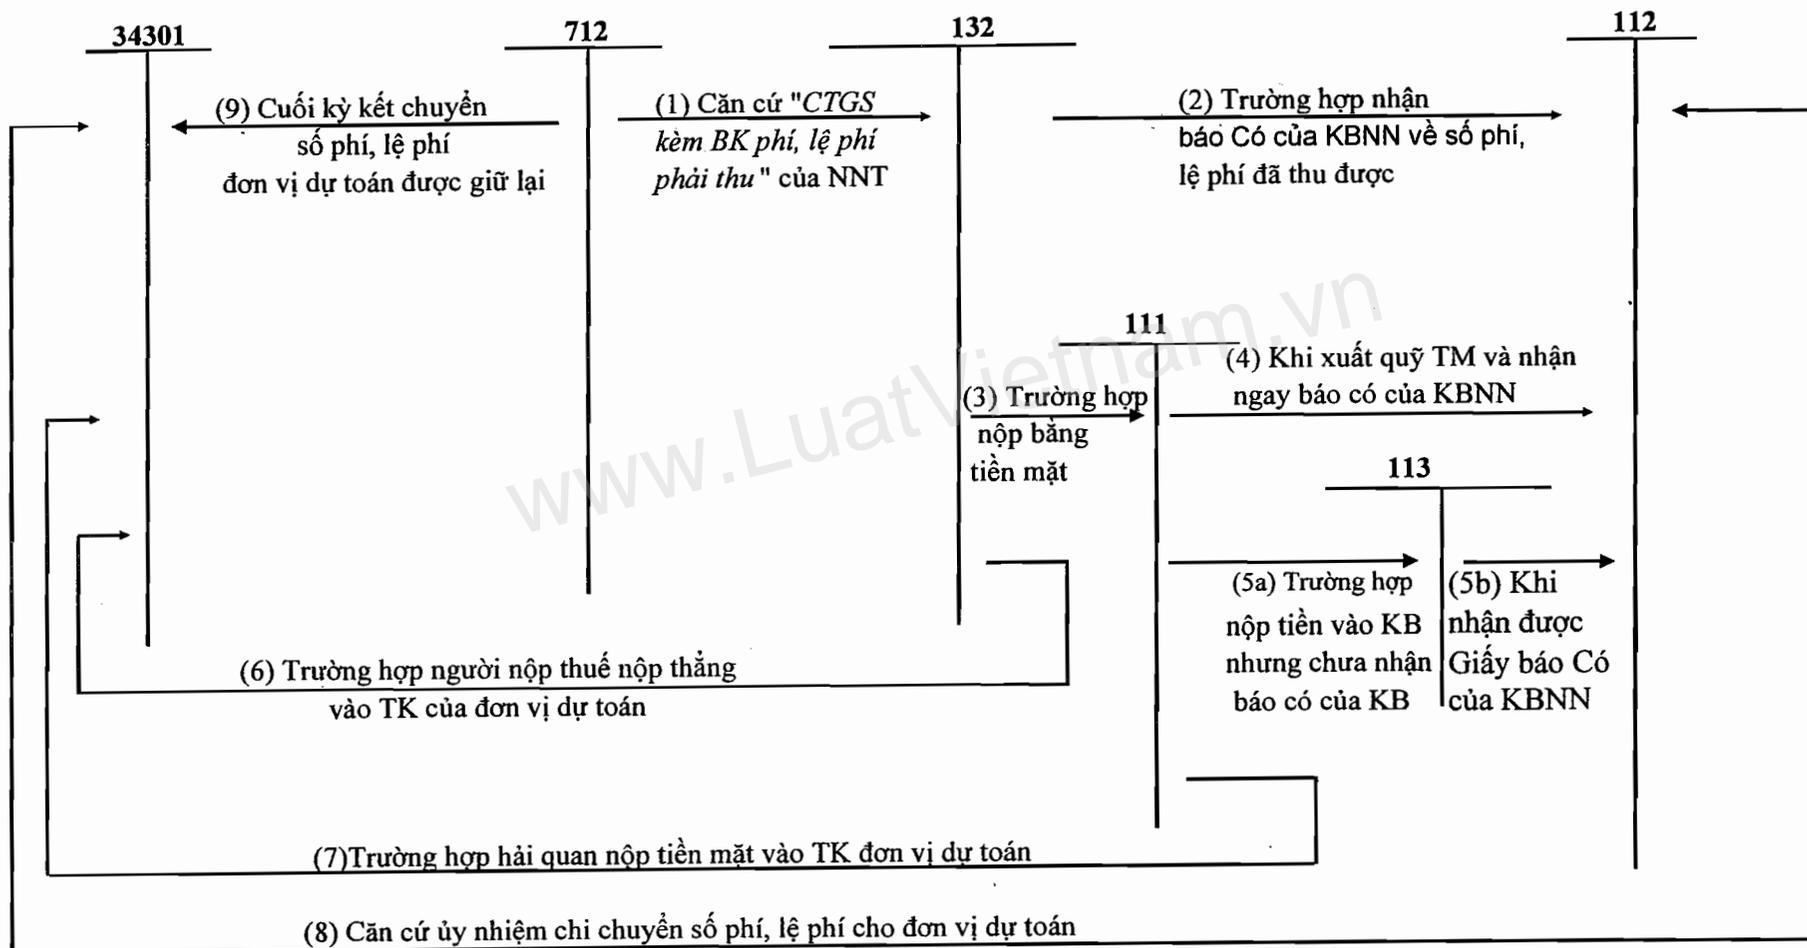 34301
712
132
112
(9) Cuối kỳ kết chuyển
số phí, lệ phí
đơn vị dự toán được giữ lại
(1) Căn cứ "CTGS
kèm BK phí, lệ phí
phải thu" của NNT
(2) Trường hợp nhận
báo Có của KBNN về số phí,
lệ phí đã thu được
111
(3) Trường hợp
nộp bằng
tiền mặt
(4) Khi xuất quỹ TM và nhận
ngay báo có của KBNN
113
(5a) Trường hợp
nộp tiền vào KB
nhưng chưa nhận
báo có của KB
(5b) Khi
nhận được
Giấy báo Có
của KBNN
(6) Trường hợp người nộp thuế nộp thẳng
vào TK của đơn vị dự toán
(7)Trường hợp hải quan nộp tiền mặt vào TK đơn vị dự toán
(8) Căn cứ ủy nhiệm chi chuyển số phí, lệ phí cho đơn vị dự toán
www.LuatVietnam.vn